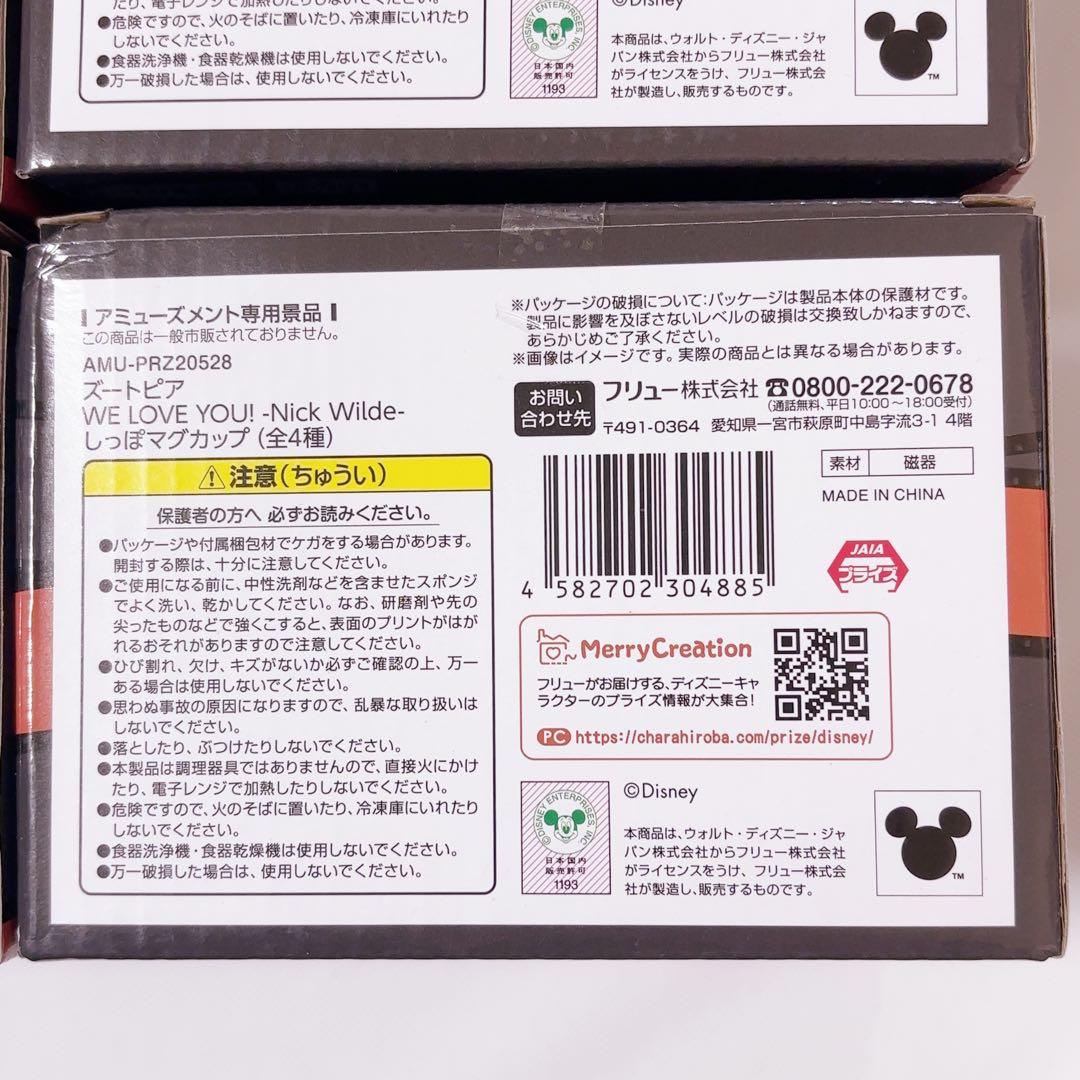 たり、電子レンジで加熱したりしないでください。
●危険ですので、火のそばに置いたり、冷凍庫にいれたり
しないでください。
●食器洗浄機・食器乾燥機は使用しないでください。
●万一破損した場合は、使用しないでください。
©DISNEY ENTERPRISES, INC
日本国内
販売許可
1193
©Disney
本商品は、ウォルト・ディズニー・ジャ
パン株式会社からフリュー株式会社
がライセンスをうけ、フリュー株式会
社が製造し、販売するものです。
TM
アミューズメント専用景品
この商品は一般市販されておりません。
AMU-PRZ20528
ズートピア
WE LOVE YOU! -Nick Wilde-
しっぽマグカップ（全4種）
注意（ちゅうい）
保護者の方へ 必ずお読みください。
●パッケージや付属梱包材でケガをする場合があります。
開封する際は、十分に注意してください。
●ご使用になる前に、中性洗剤などを含ませたスポンジ
でよく洗い、乾かしてください。なお、研磨剤や先の
尖ったものなどで強くこすると、表面のプリントがはが
れるおそれがありますので注意してください。
●ひび割れ、欠け、キズがないか必ずご確認の上、万一
ある場合は使用しないでください。
●思わぬ事故の原因になりますので、乱暴な取り扱いは
しないでください。
●落としたり、ぶつけたりしないでください。
●本製品は調理器具ではありませんので、直接火にかけ
たり、電子レンジで加熱したりしないでください。
●危険ですので、火のそばに置いたり、冷凍庫にいれたり
しないでください。
●食器洗浄機・食器乾燥機は使用しないでください。
●万一破損した場合は、使用しないでください。
※パッケージの破損について:パッケージは製品本体の保護材です。
製品に影響を及ぼさないレベルの破損は交換致しかねますので、
あらかじめご了承ください。
※画像はイメージです。実際の商品とは異なる場合があります。
お問い
合わせ先
フリュー株式会社 ☎0800-222-0678
(通話無料、平日10:00～18:00受付)
〒491-0364 愛知県一宮市萩原町中島字流3-1 4階
素材 磁器
MADE IN CHINA
4 582702 304885
JAIA
プライズ
MerryCreation
フリューがお届けする、ディズニーキャ
ラクターのプライズ情報が大集合!
PC https://charahiroba.com/prize/disney/
©DISNEY ENTERPRISES, INC
日本国内
販売許可
1193
©Disney
本商品は、ウォルト・ディズニー・ジャ
パン株式会社からフリュー株式会社
がライセンスをうけ、フリュー株式会社
が製造し、販売するものです。
TM